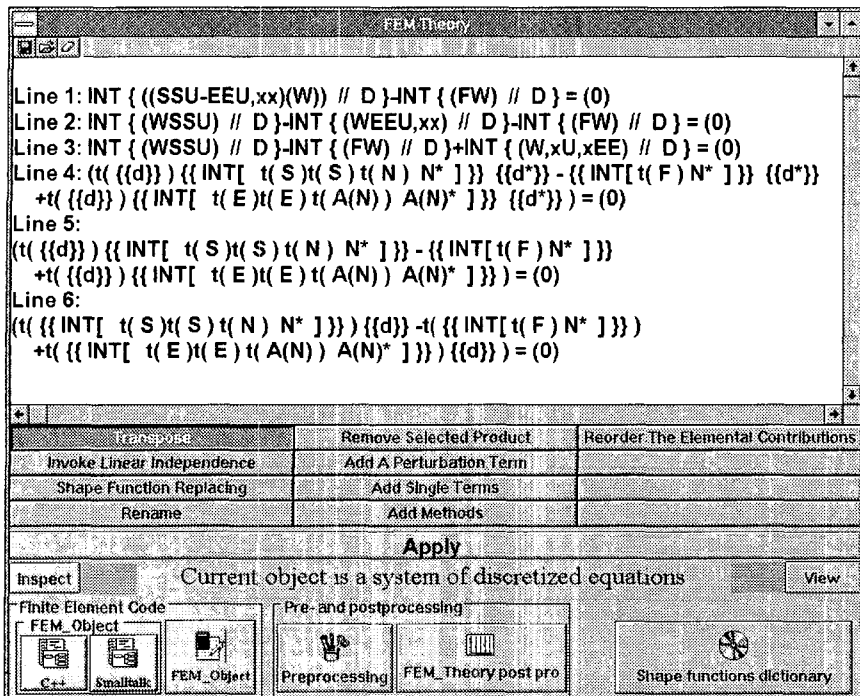 FEM Theory
Line 1: INT { ((SSU-EEU,xx)(W)) // D }-INT { (FW) // D } = (0)
Line 2: INT { (WSSU) // D }-INT { (WEEU,xx) // D }-INT { (FW) // D } = (0)
Line 3: INT { (WSSU) // D }-INT { (FW) // D }+INT { (W,xU,xEE) // D } = (0)
Line 4: (t( {{d}} ) {{ INT[ t( S )t( S ) t( N ) N* ] }} {{d*}} - {{ INT[ t( F ) N* ] }} {{d*}}
+t( {{d}} ) {{ INT[ t( E )t( E ) t( A(N) ) A(N)* ] }} {{d*}} ) = (0)
Line 5:
(t( {{d}} ) {{ INT[ t( S )t( S ) t( N ) N* ] }} - {{ INT[ t( F ) N* ] }}
+t( {{d}} ) {{ INT[ t( E )t( E ) t( A(N) ) A(N)* ] }} ) = (0)
Line 6:
(t( {{ INT[ t( S )t( S ) t( N ) N* ] }} ) {{d}} -t( {{ INT[ t( F ) N* ] }} )
+t( {{ INT[ t( E )t( E ) t( A(N) ) A(N)* ] }} ) {{d}} ) = (0)
Transpose Remove Selected Product Reorder The Elemental Contributions
Invoke Linear Independence Add A Perturbation Term
Shape Function Replacing Add Single Terms
Rename Add Methods
Apply
Inspect Current object is a system of discretized equations View
Finite Element Code Pre- and postprocessing
FEM_Object
C++ Smalltalk FEM_Object Preprocessing FEM_Theory post pro Shape functions dictionary